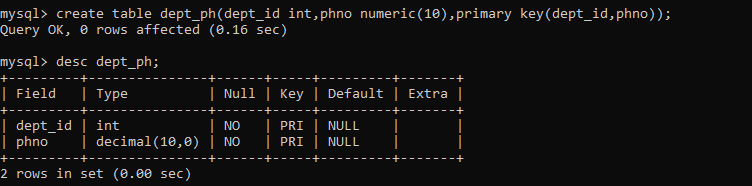 mysql> create table dept_ph(dept_id int,phno numeric(10),primary key(dept_id,phno));
Query OK, 0 rows affected (0.16 sec)

mysql> desc dept_ph;
+---------+---------------+------+-----+---------+-------+
| Field   | Type          | Null | Key | Default | Extra |
+---------+---------------+------+-----+---------+-------+
| dept_id | int           | NO   | PRI | NULL    |       |
| phno    | decimal(10,0) | NO   | PRI | NULL    |       |
+---------+---------------+------+-----+---------+-------+
2 rows in set (0.00 sec)